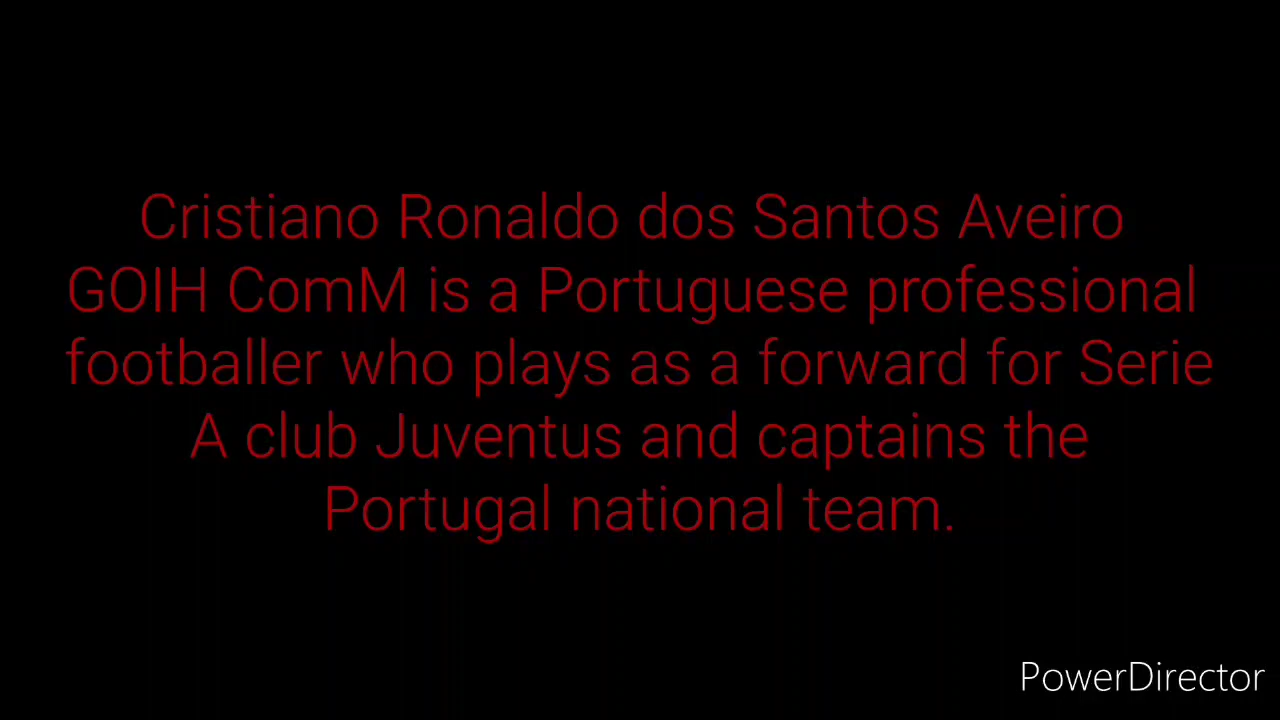 Cristiano Ronaldo dos Santos Aveiro
GOIH ComM is a Portuguese professional
footballer who plays as a forward for Serie
A club Juventus and captains the
Portugal national team.
PowerDirector